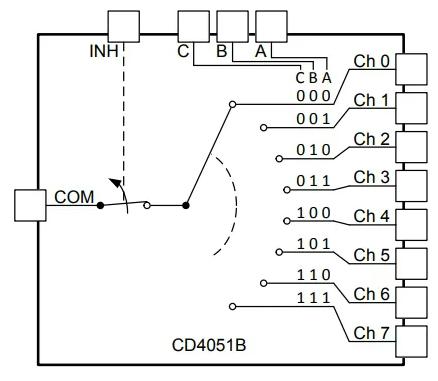 INH C B A
C B A
Ch 0
0 0 0
Ch 1
0 0 1
Ch 2
0 1 0
Ch 3
0 1 1
COM
Ch 4
1 0 0
Ch 5
1 0 1
Ch 6
1 1 0
Ch 7
1 1 1
CD4051B